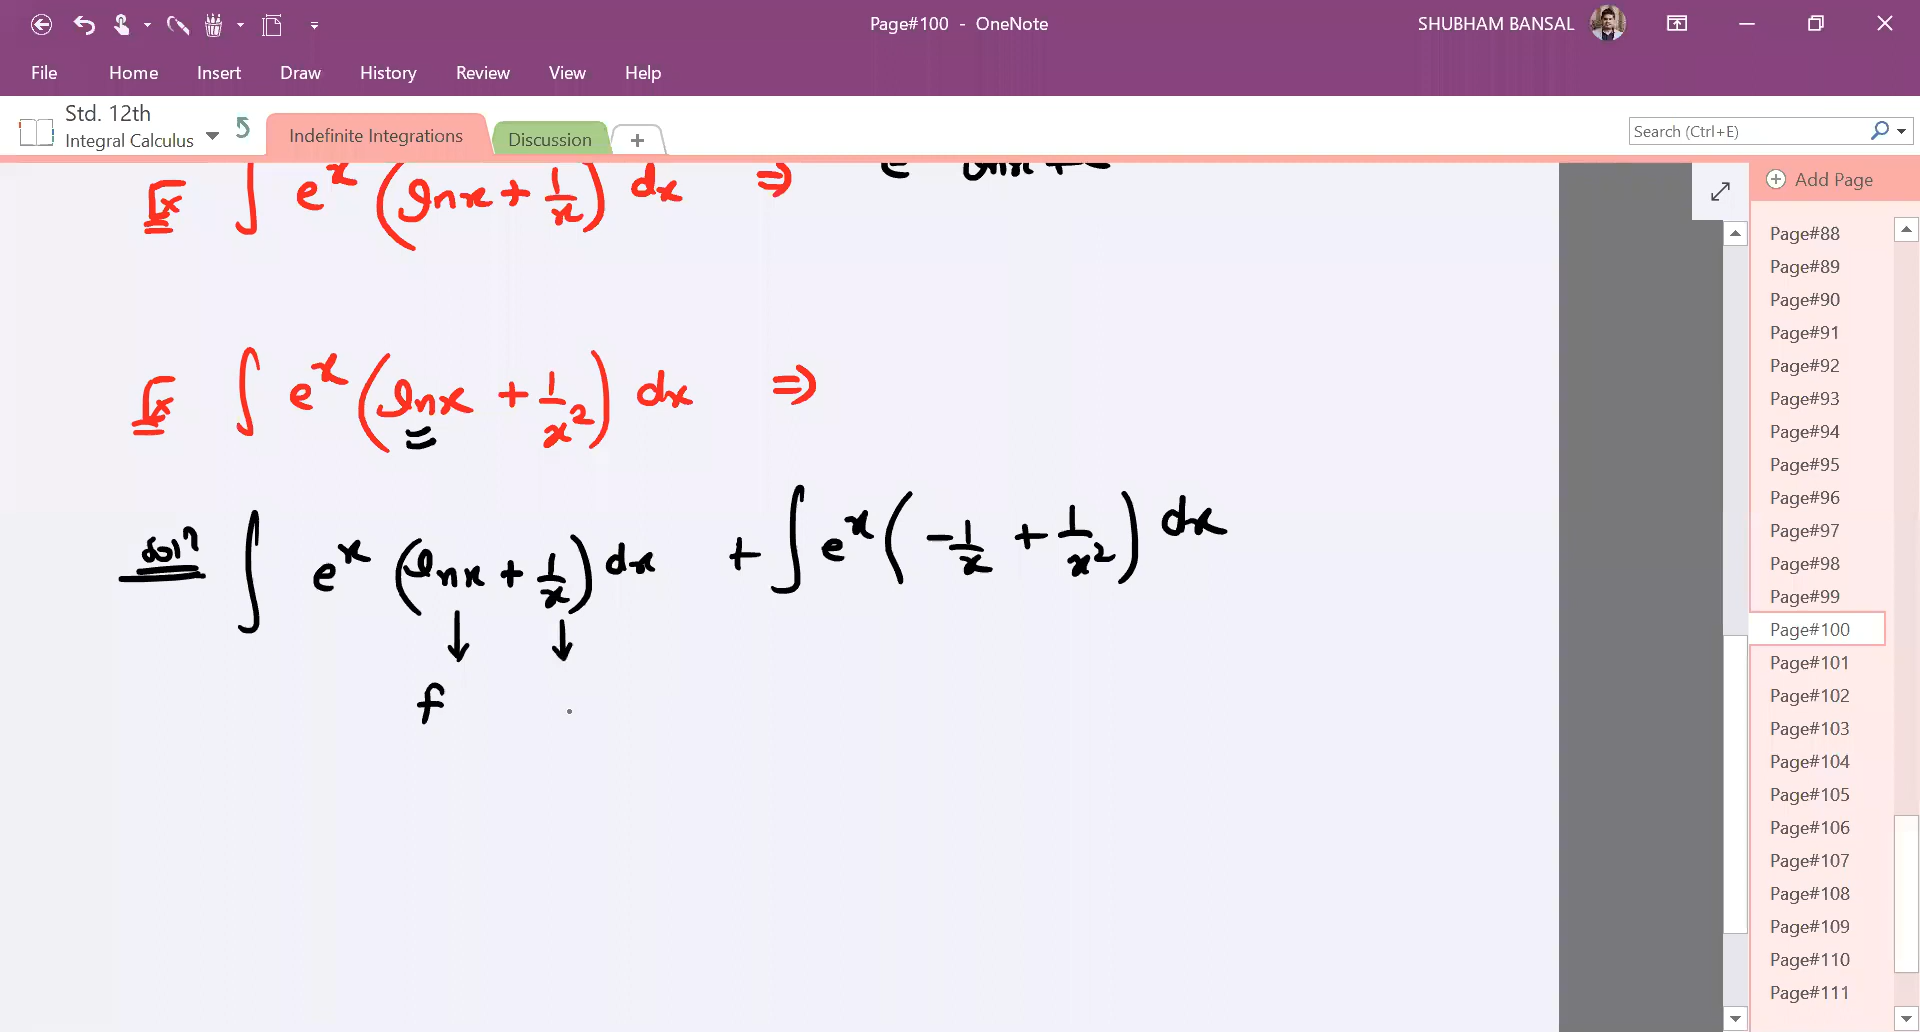 Page#100 - OneNote
SHUBHAM BANSAL
File Home Insert Draw History Review View Help
Std. 12th
Integral Calculus
Indefinite Integrations
Discussion
Search (Ctrl+E)
Add Page
Ex ∫ e^x (lnx + 1/x) dx ⇒ e lnx + c
Ex ∫ e^x (lnx + 1/x²) dx ⇒
sol? ∫ e^x (lnx + 1/x) dx + ∫ e^x (-1/x + 1/x²) dx
↓ ↓
f
Page#88
Page#89
Page#90
Page#91
Page#92
Page#93
Page#94
Page#95
Page#96
Page#97
Page#98
Page#99
Page#100
Page#101
Page#102
Page#103
Page#104
Page#105
Page#106
Page#107
Page#108
Page#109
Page#110
Page#111